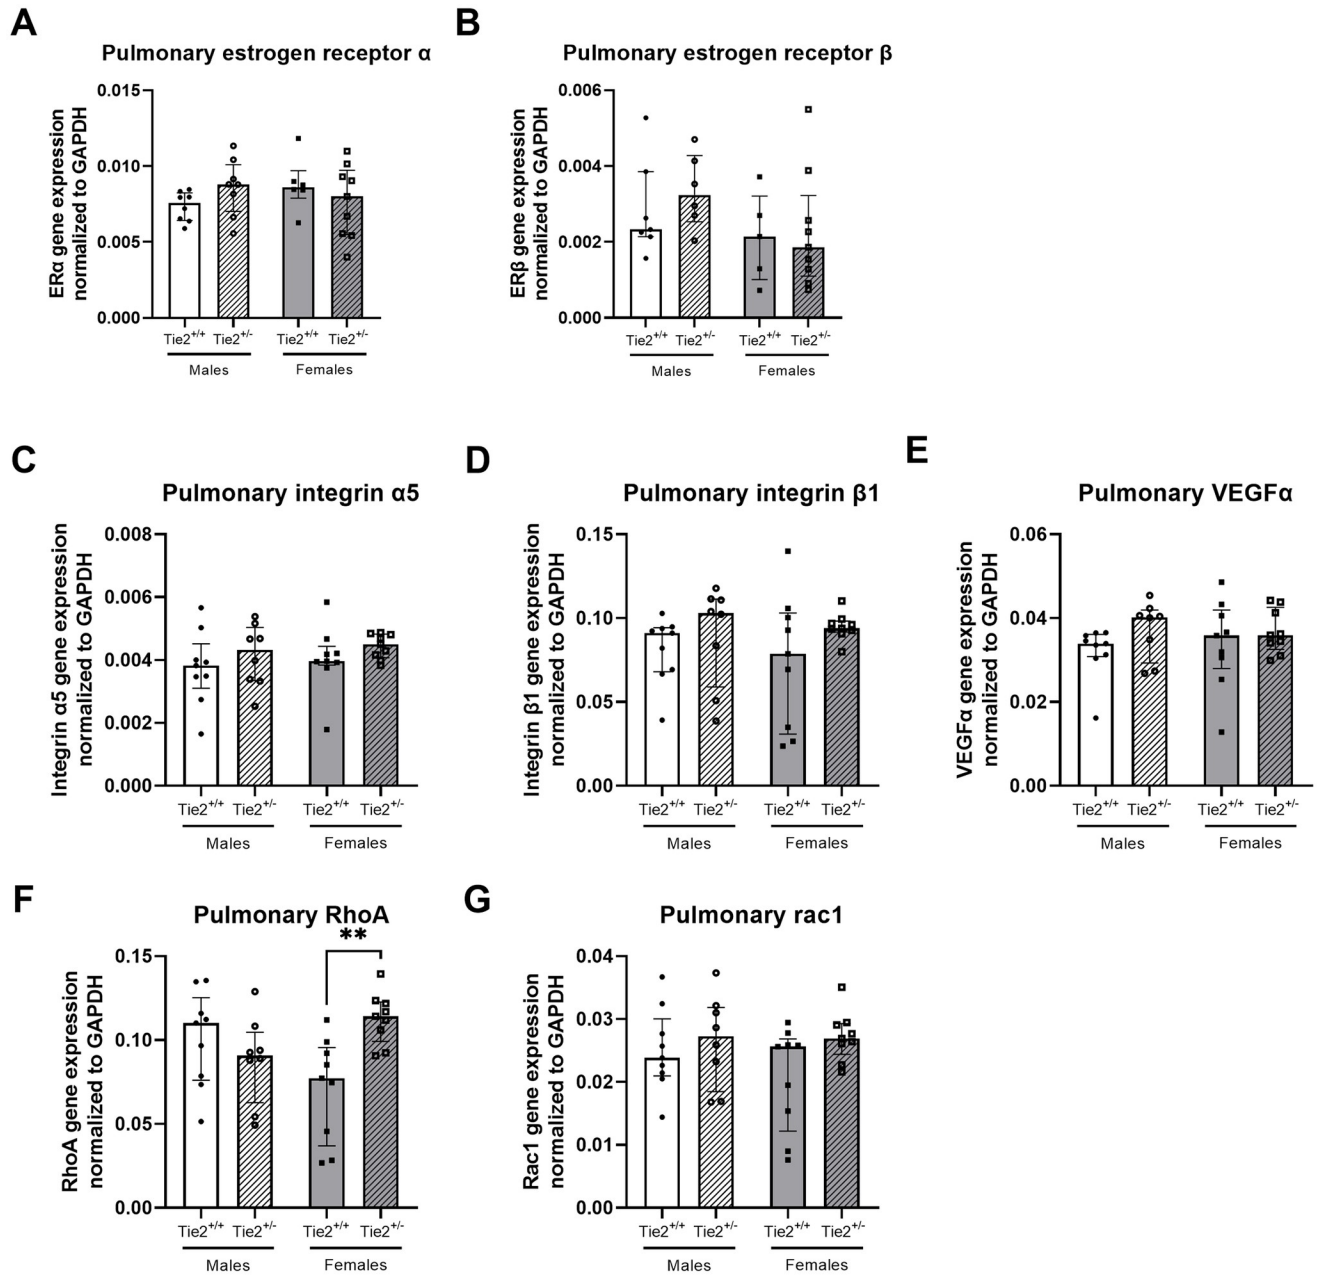 A
Pulmonary estrogen receptor α
ERα gene expression
normalized to GAPDH
0.015
0.010
0.005
0.000
Tie2+/+ Tie2+/- Tie2+/+ Tie2+/-
Males Females
B
Pulmonary estrogen receptor β
ERβ gene expression
normalized to GAPDH
0.006
0.004
0.002
0.000
Tie2+/+ Tie2+/- Tie2+/+ Tie2+/-
Males Females
C
Pulmonary integrin α5
Integrin α5 gene expression
normalized to GAPDH
0.008
0.006
0.004
0.002
0.000
Tie2+/+ Tie2+/- Tie2+/+ Tie2+/-
Males Females
D
Pulmonary integrin β1
Integrin β1 gene expression
normalized to GAPDH
0.15
0.10
0.05
0.00
Tie2+/+ Tie2+/- Tie2+/+ Tie2+/-
Males Females
E
Pulmonary VEGFα
VEGFα gene expression
normalized to GAPDH
0.06
0.04
0.02
0.00
Tie2+/+ Tie2+/- Tie2+/+ Tie2+/-
Males Females
F
Pulmonary RhoA
**
RhoA gene expression
normalized to GAPDH
0.15
0.10
0.05
0.00
Tie2+/+ Tie2+/- Tie2+/+ Tie2+/-
Males Females
G
Pulmonary rac1
Rac1 gene expression
normalized to GAPDH
0.04
0.03
0.02
0.01
0.00
Tie2+/+ Tie2+/- Tie2+/+ Tie2+/-
Males Females